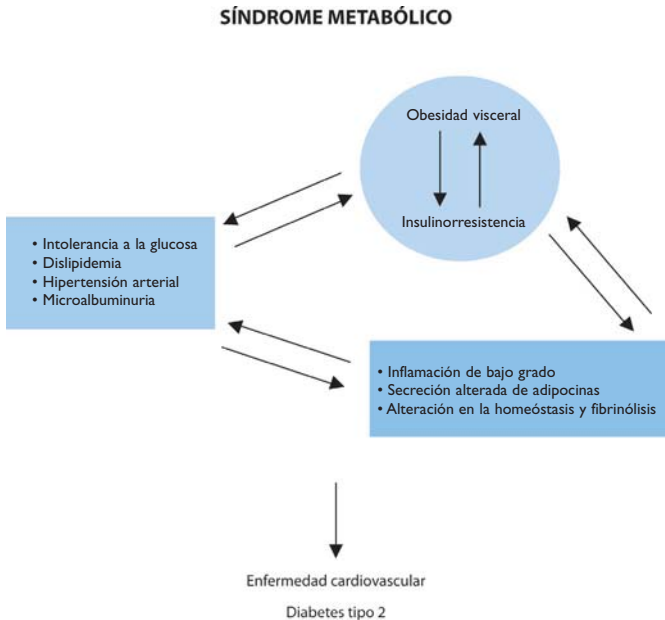 SÍNDROME METABÓLICO
Obesidad visceral
Insulinorresistencia
• Intolerancia a la glucosa
• Dislipidemia
• Hipertensión arterial
• Microalbuminuria
• Inflamación de bajo grado
• Secreción alterada de adipocinas
• Alteración en la homeóstasis y fibrinólisis
Enfermedad cardiovascular
Diabetes tipo 2